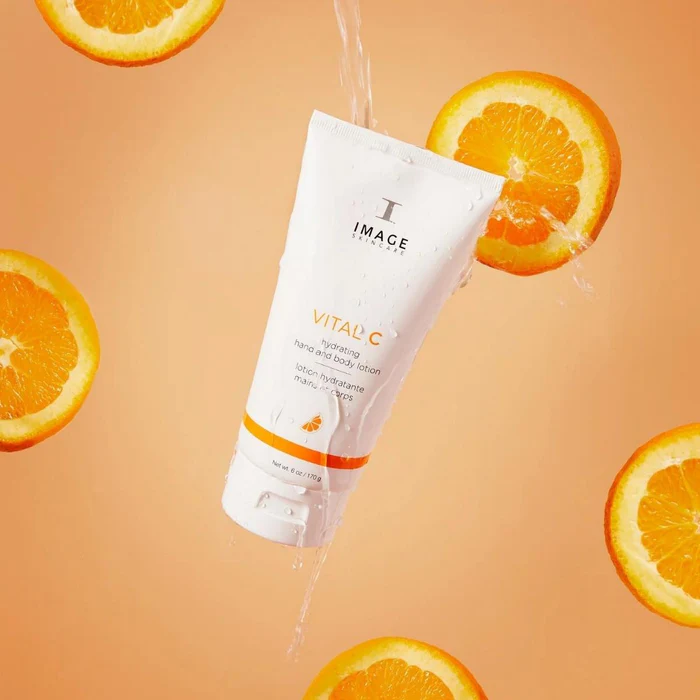 I
IMAGE
SKINCARE
VITAL C
hydrating
hand and body lotion
lotion hydratante
mains et corps
Net wt. 6 oz / 170 g